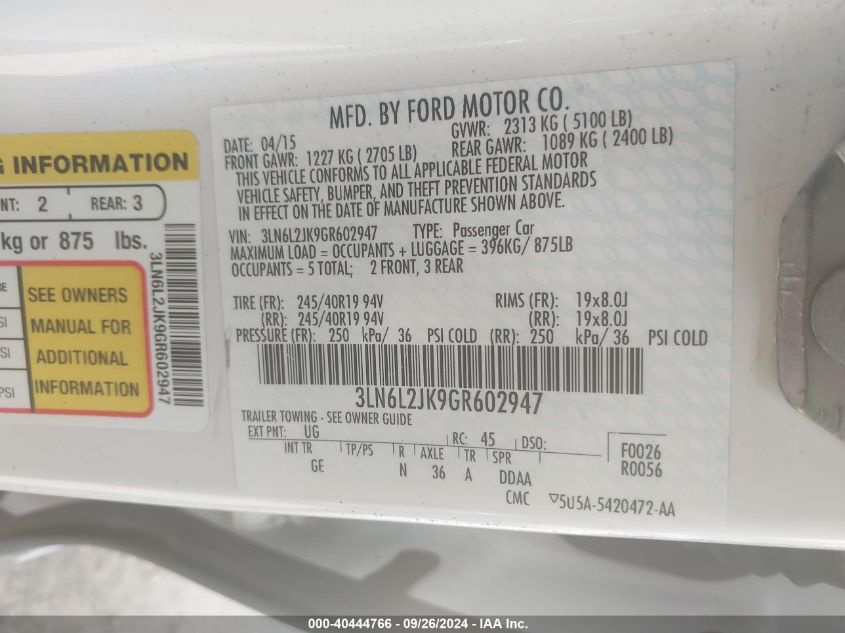 MFD. BY FORD MOTOR CO.
DATE: 04/15 GVWR: 2313 KG ( 5100 LB)
FRONT GAWR: 1227 KG ( 2705 LB) REAR GAWR: 1089 KG ( 2400 LB)
THIS VEHICLE CONFORMS TO ALL APPLICABLE FEDERAL MOTOR
VEHICLE SAFETY, BUMPER, AND THEFT PREVENTION STANDARDS
IN EFFECT ON THE DATE OF MANUFACTURE SHOWN ABOVE.
VIN: 3LN6L2JK9GR602947 TYPE: Passenger Car
MAXIMUM LOAD = OCCUPANTS + LUGGAGE = 396KG/ 875LB
OCCUPANTS = 5 TOTAL; 2 FRONT, 3 REAR
TIRE (FR): 245/40R19 94V RIMS (FR): 19x8.0J
(RR): 245/40R19 94V (RR): 19x8.0J
PRESSURE (FR): 250 kPa/ 36 PSI COLD (RR): 250 kPa/ 36 PSI COLD
3LN6L2JK9GR602947
TRAILER TOWING - SEE OWNER GUIDE
EXT PNT: UG RC: 45 DSO:
INT TR TP/PS R AXLE TR SPR
GE N 36 A DDAA
F0026
R0056
CMC ▽5U5A-5420472-AA
G INFORMATION
NT: 2 REAR: 3
kg or 875 lbs.
SEE OWNERS
MANUAL FOR
ADDITIONAL
INFORMATION
RE
SI
SI
PSI
3LN6L2JK9GR602947
000-40444766 - 09/26/2024 - IAA Inc.